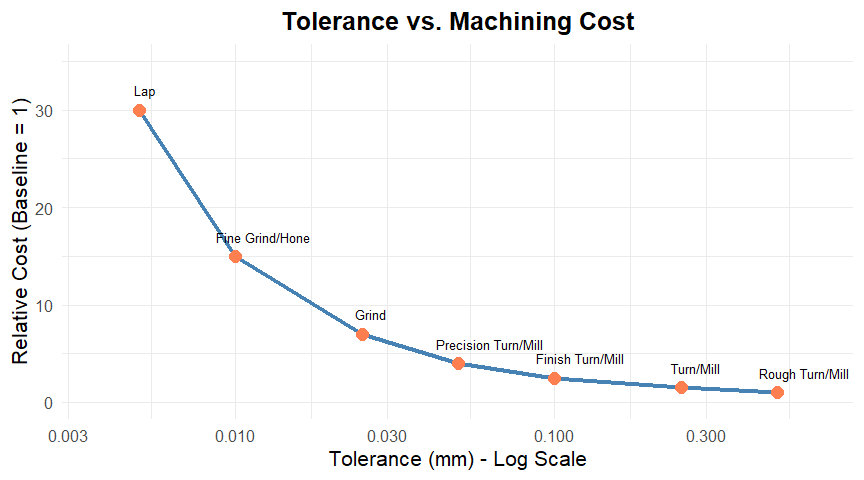 Tolerance vs. Machining Cost
Relative Cost (Baseline = 1)
30
20
10
0
Lap
Fine Grind/Hone
Grind
Precision Turn/Mill
Finish Turn/Mill
Turn/Mill
Rough Turn/Mill
0.003
0.010
0.030
0.100
0.300
Tolerance (mm) - Log Scale